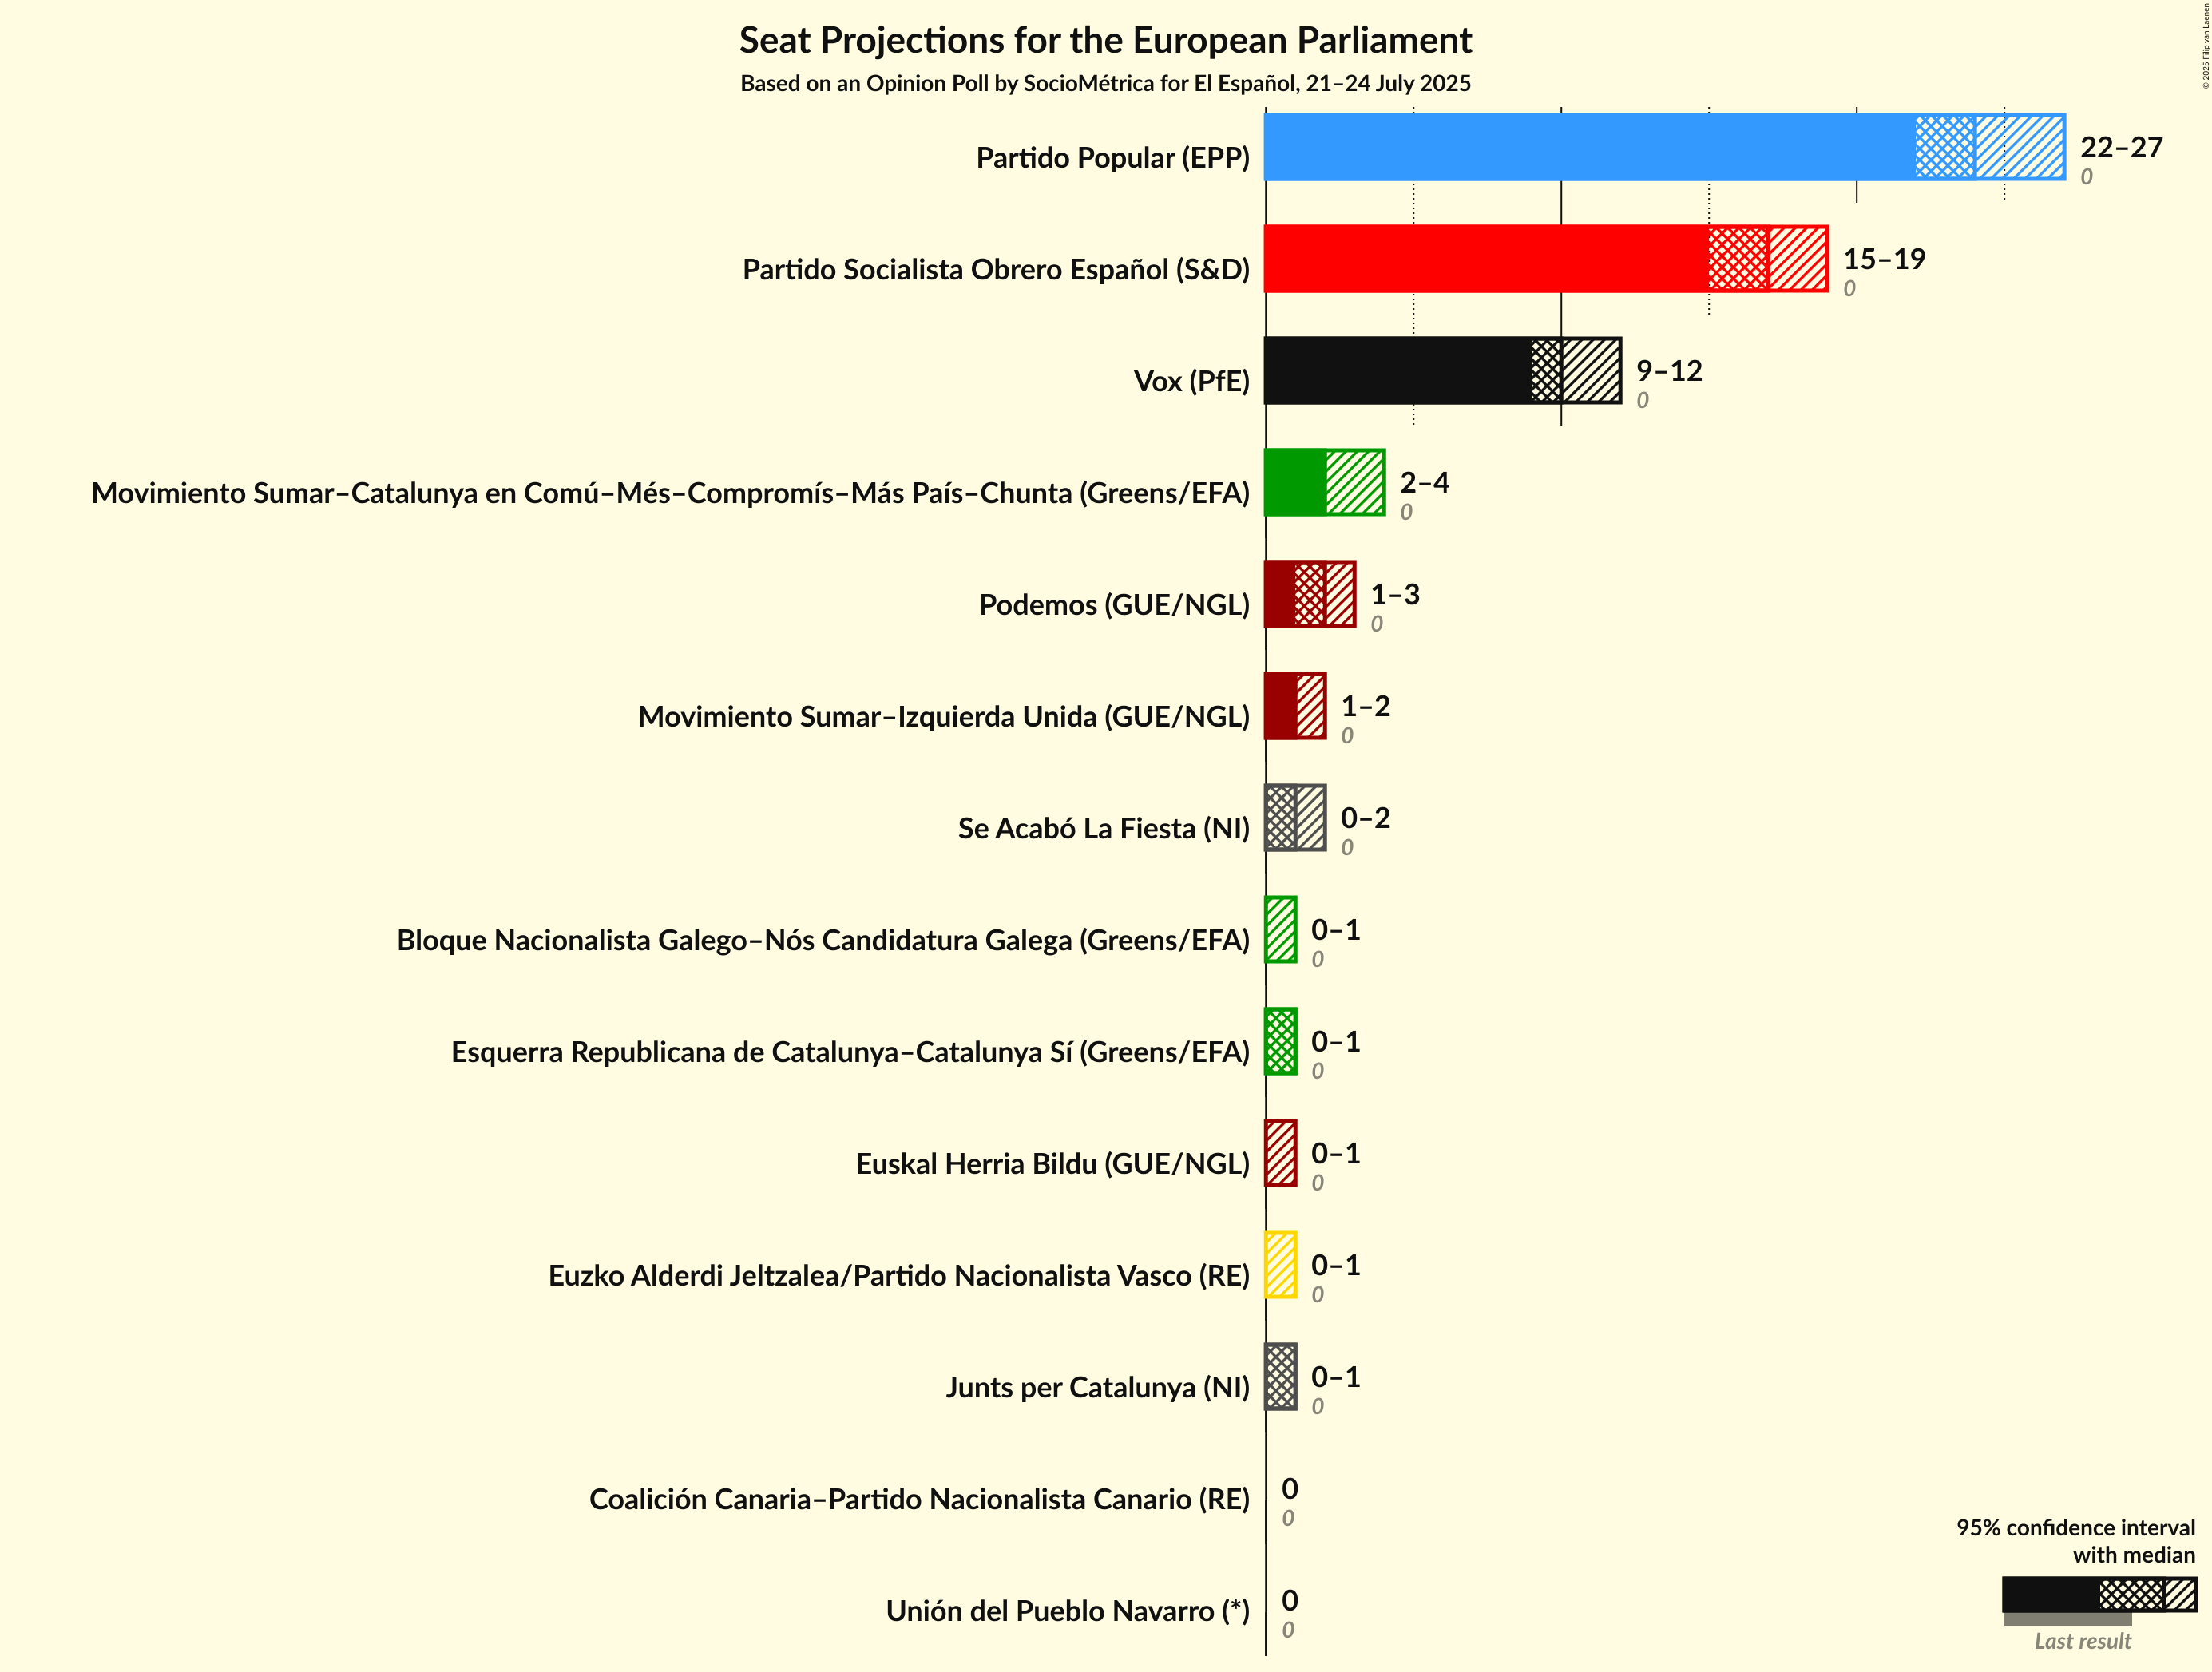 Seat Projections for the European Parliament
Based on an Opinion Poll by SocioMétrica for El Español, 21–24 July 2025
© 2025 Filip van Laenen
Partido Popular (EPP)
22–27
0
Partido Socialista Obrero Español (S&D)
15–19
0
Vox (PfE)
9–12
0
Movimiento Sumar–Catalunya en Comú–Més–Compromís–Más País–Chunta (Greens/EFA)
2–4
0
Podemos (GUE/NGL)
1–3
0
Movimiento Sumar–Izquierda Unida (GUE/NGL)
1–2
0
Se Acabó La Fiesta (NI)
0–2
0
Bloque Nacionalista Galego–Nós Candidatura Galega (Greens/EFA)
0–1
0
Esquerra Republicana de Catalunya–Catalunya Sí (Greens/EFA)
0–1
0
Euskal Herria Bildu (GUE/NGL)
0–1
0
Euzko Alderdi Jeltzalea/Partido Nacionalista Vasco (RE)
0–1
0
Junts per Catalunya (NI)
0–1
0
Coalición Canaria–Partido Nacionalista Canario (RE)
0
0
Unión del Pueblo Navarro (*)
0
0
95% confidence interval
with median
Last result